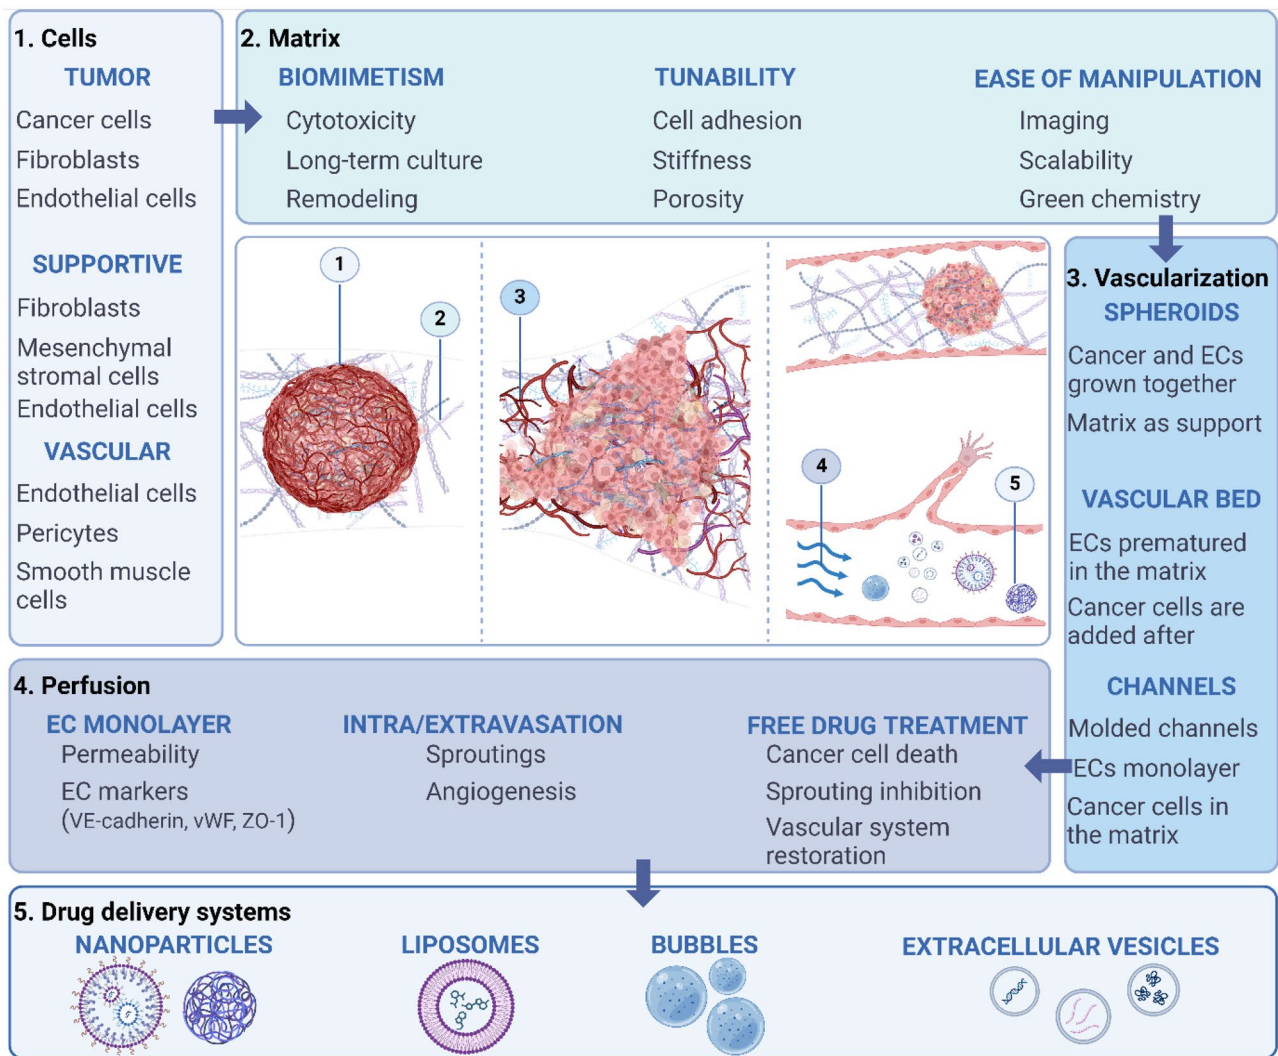 1. Cells
TUMOR
Cancer cells
Fibroblasts
Endothelial cells
SUPPORTIVE
Fibroblasts
Mesenchymal
stromal cells
Endothelial cells
VASCULAR
Endothelial cells
Pericytes
Smooth muscle
cells
2. Matrix
BIOMIMETISM
Cytotoxicity
Long-term culture
Remodeling
TUNABILITY
Cell adhesion
Stiffness
Porosity
EASE OF MANIPULATION
Imaging
Scalability
Green chemistry
1
2
3
4
5
3. Vascularization
SPHEROIDS
Cancer and ECs
grown together
Matrix as support
VASCULAR BED
ECs prematured
in the matrix
Cancer cells are
added after
CHANNELS
Molded channels
ECs monolayer
Cancer cells in
the matrix
4. Perfusion
EC MONOLAYER
Permeability
EC markers
(VE-cadherin, vWF, ZO-1)
INTRA/EXTRAVASATION
Sproutings
Angiogenesis
FREE DRUG TREATMENT
Cancer cell death
Sprouting inhibition
Vascular system
restoration
5. Drug delivery systems
NANOPARTICLES
LIPOSOMES
BUBBLES
EXTRACELLULAR VESICLES